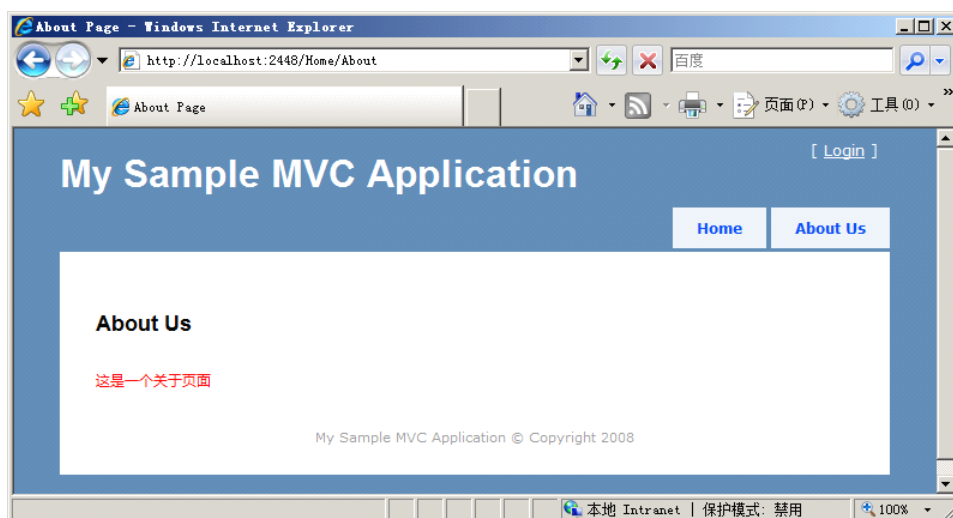 About Page - Windows Internet Explorer
http://localhost:2448/Home/About
百度
About Page
页面(P)
工具(O)
»
[ Login ]
My Sample MVC Application
Home
About Us
About Us
这是一个关于页面
My Sample MVC Application © Copyright 2008
本地 Intranet | 保护模式: 禁用
100%